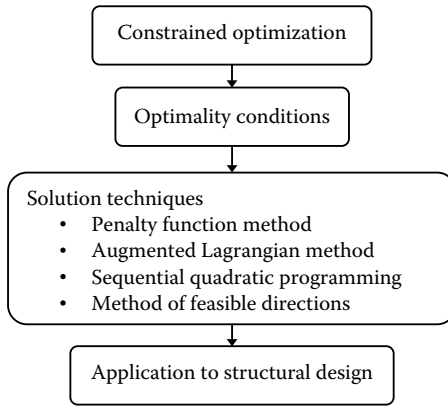 Constrained optimization
Optimality conditions
Solution techniques
• Penalty function method
• Augmented Lagrangian method
• Sequential quadratic programming
• Method of feasible directions
Application to structural design